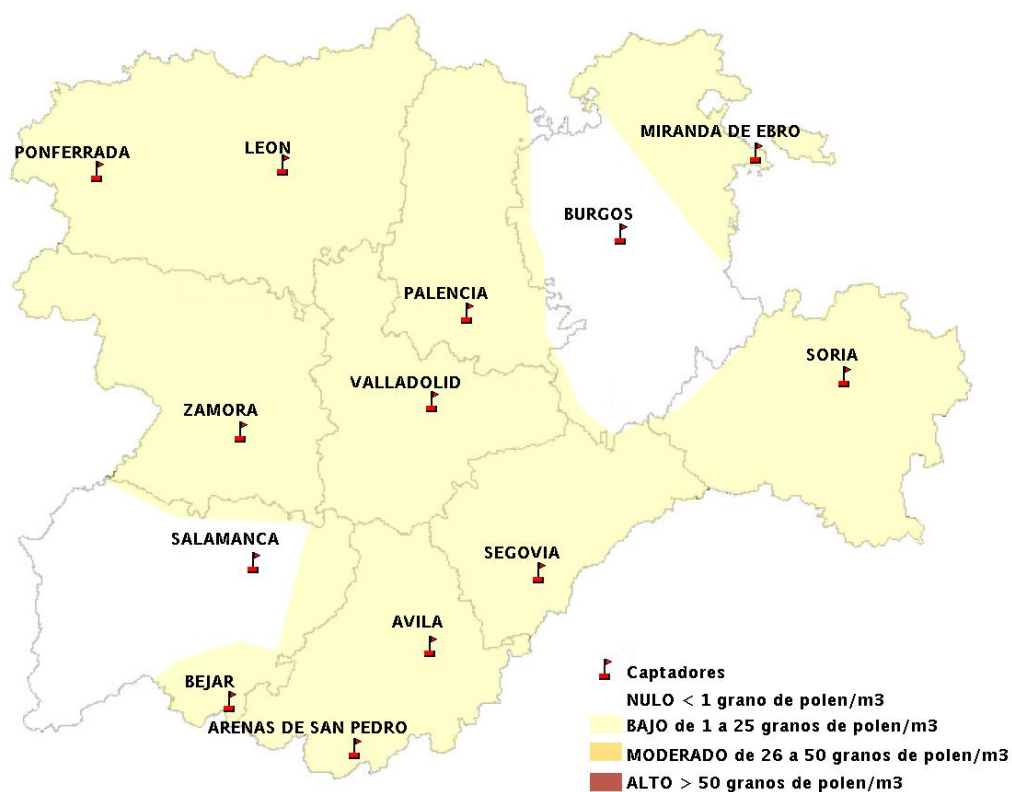 MIRANDA DE EBRO
PONFERRADA
LEON
BURGOS
PALENCIA
SORIA
VALLADOLID
ZAMORA
SALAMANCA
SEGOVIA
AVILA
BEJAR
ARENAS DE SAN PEDRO
Captadores
NULO < 1 grano de polen/m3
BAJO de 1 a 25 granos de polen/m3
MODERADO de 26 a 50 granos de polen/m3
ALTO > 50 granos de polen/m3